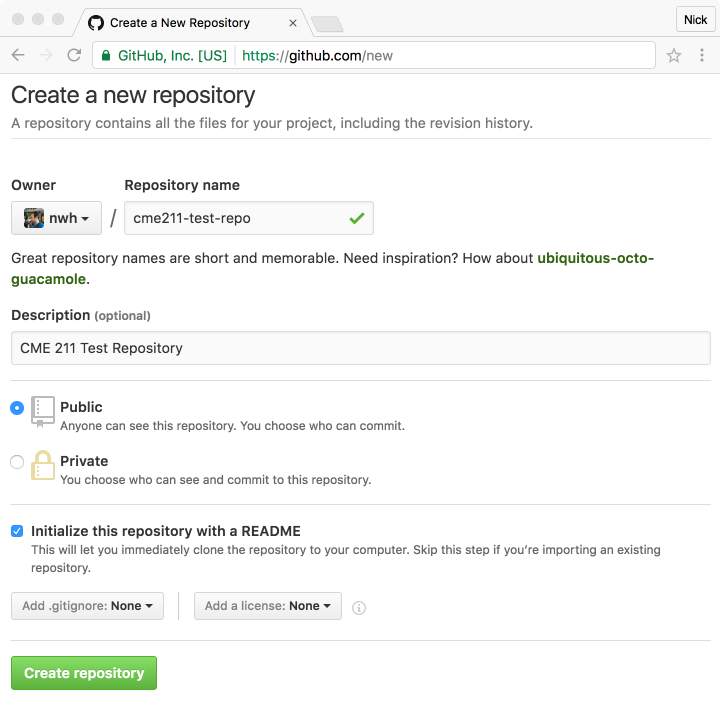 Create a New Repository
Nick
GitHub, Inc. [US] https://github.com/new
Create a new repository
A repository contains all the files for your project, including the revision history.
Owner Repository name
nwh / cme211-test-repo
Great repository names are short and memorable. Need inspiration? How about ubiquitous-octo-
guacamole.
Description (optional)
CME 211 Test Repository
Public
Anyone can see this repository. You choose who can commit.
Private
You choose who can see and commit to this repository.
Initialize this repository with a README
This will let you immediately clone the repository to your computer. Skip this step if you’re importing an existing
repository.
Add .gitignore: None Add a license: None
Create repository